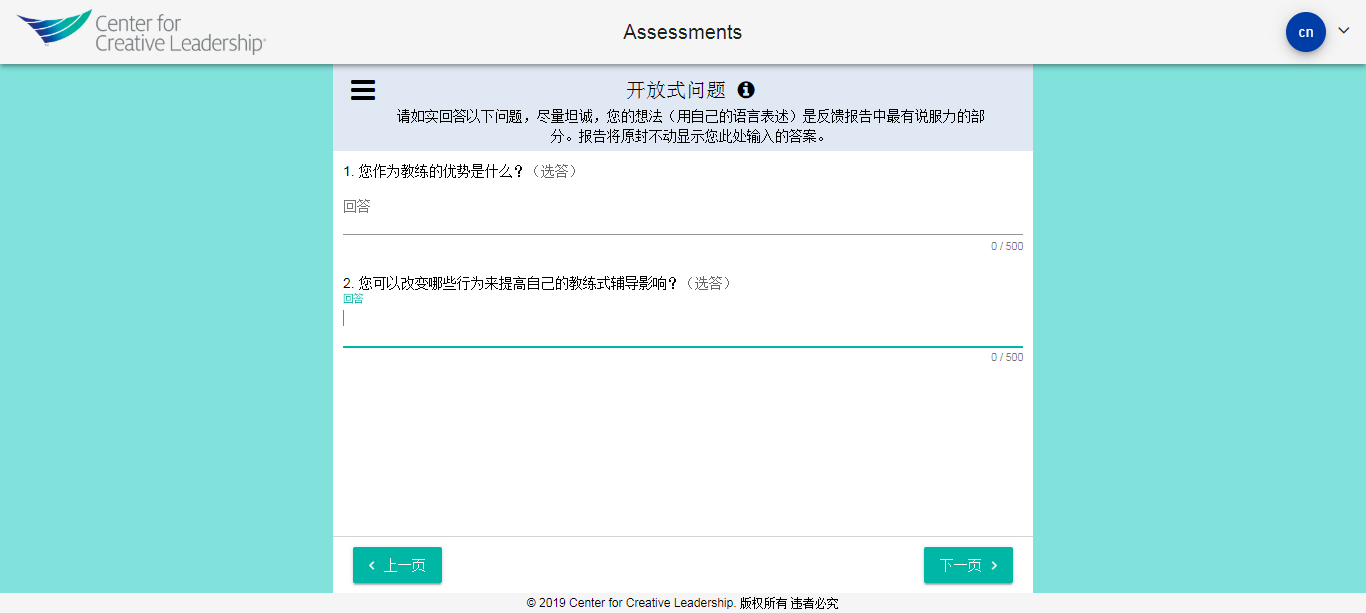 Center for
Creative Leadership®
Assessments
cn
开放式问题
请如实回答以下问题，尽量坦诚，您的想法（用自己的语言表述）是反馈报告中最有说服力的部
分。报告将原封不动显示您此处输入的答案。
1. 您作为教练的优势是什么？（选答）
回答
0 / 500
2. 您可以改变哪些行为来提高自己的教练式辅导影响？（选答）
回答
0 / 500
上一页
下一页
© 2019 Center for Creative Leadership. 版权所有 违者必究